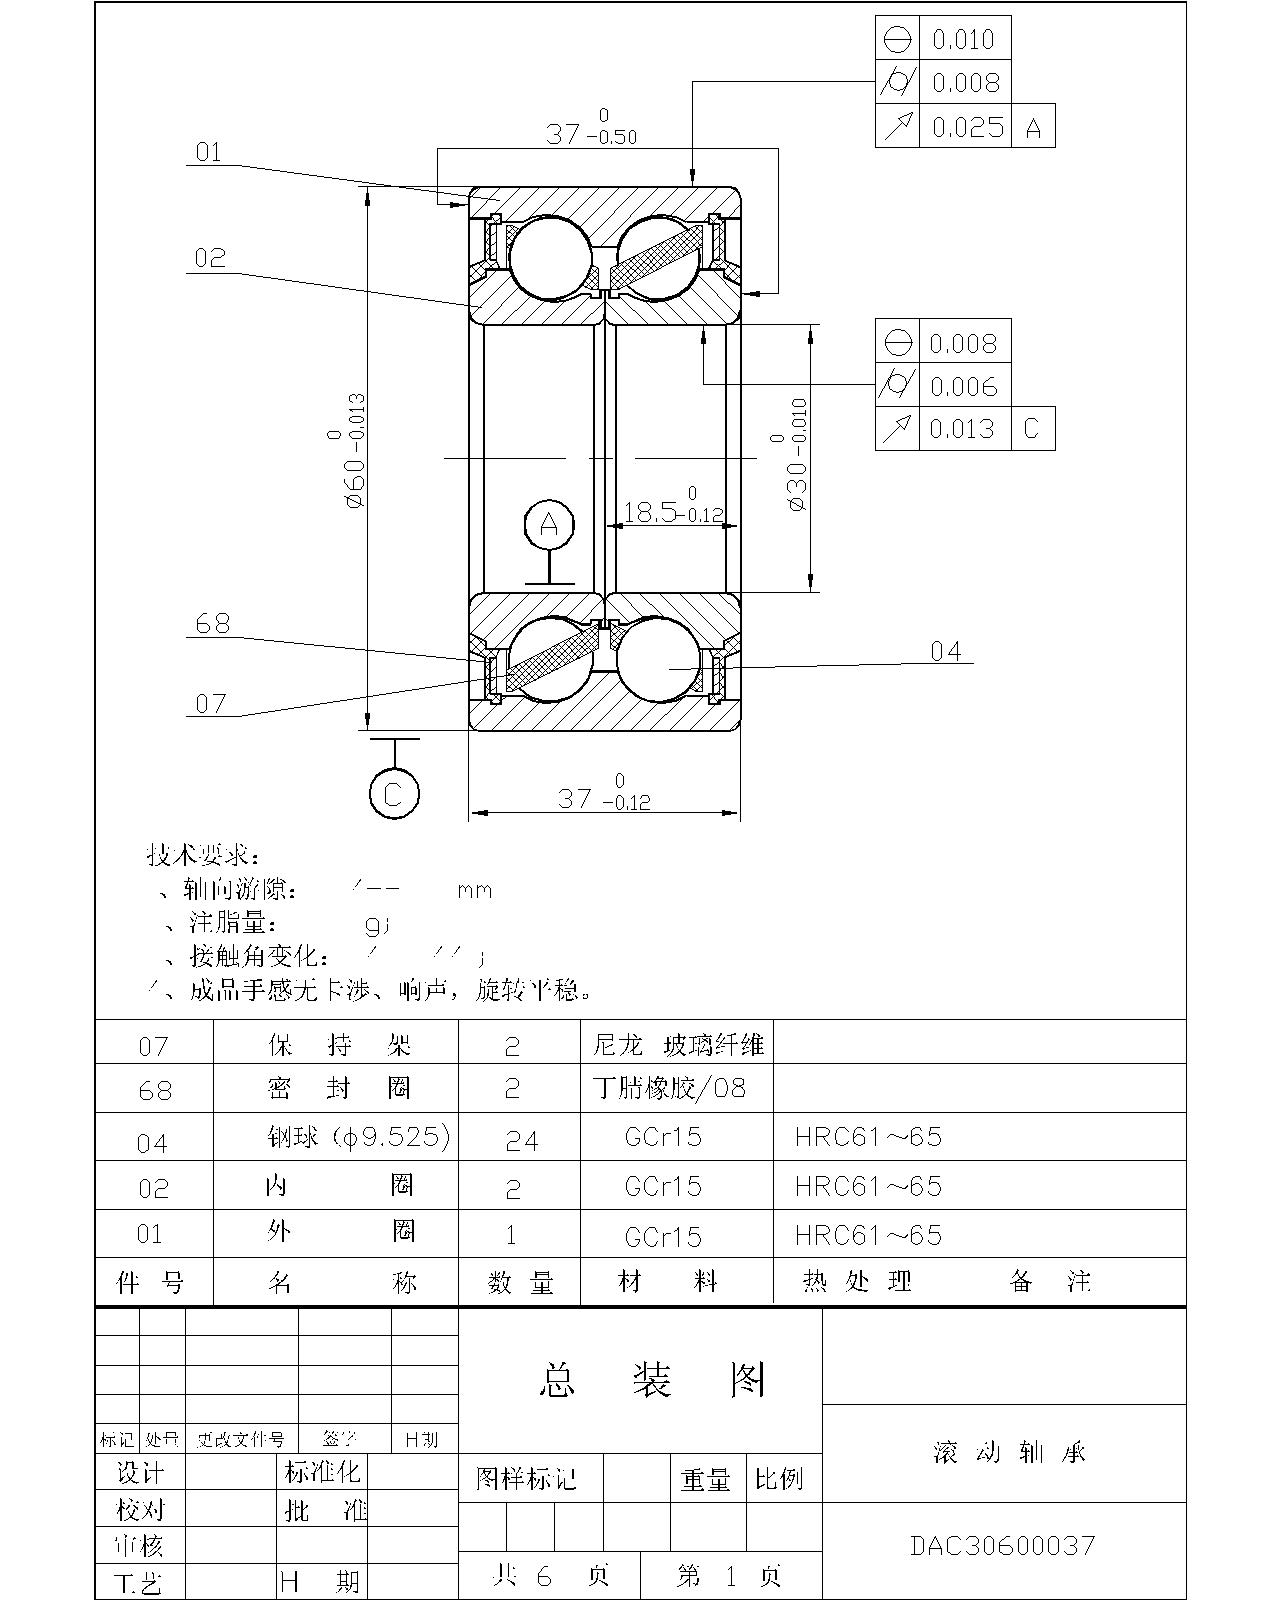 0.010
0.008
0.025 A
37 0 -0.50
01
02
0.008
0.006
0.013 C
ø60 0 -0.013
ø30 0 -0.010
18.5 0 -0.12
A
68
04
07
C
37 0 -0.12
技术要求：
、轴向游隙： mm
、注脂量： g;
、接触角变化： ;
、成品手感无卡涉、响声，旋转平稳。
07 保 持 架 2 尼龙 玻璃纤维
68 密 封 圈 2 丁腈橡胶/08
04 钢球(φ9.525) 24 GCr15 HRC61～65
02 内 圈 2 GCr15 HRC61～65
01 外 圈 1 GCr15 HRC61～65
件 号 名 称 数 量 材 料 热 处 理 备 注
总 装 图
标记 处号 更改文件号 签字 日期
滚 动 轴 承
设计 标准化
图样标记 重量 比例
校对 批 准
审核
DAC30600037
工艺 日 期
共 6 页 第 1 页